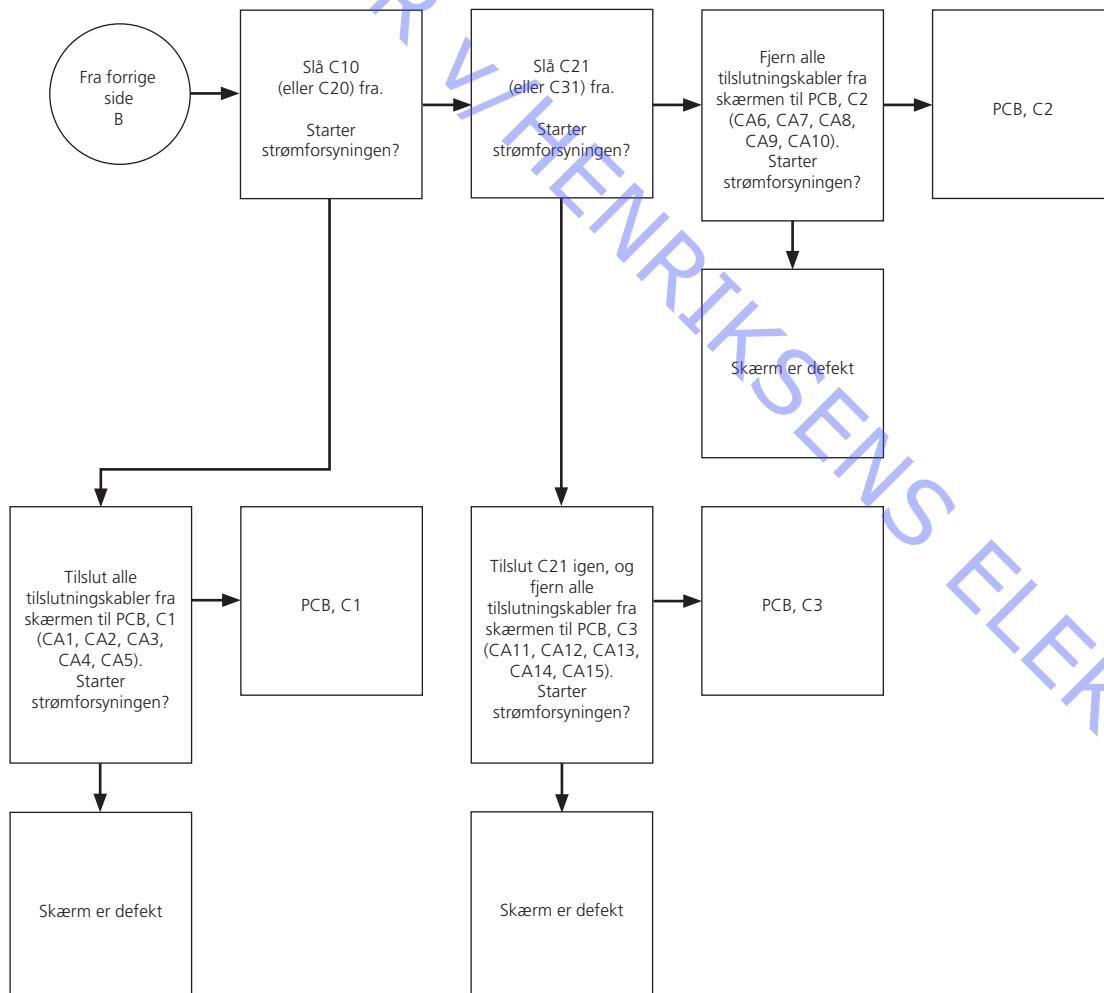 Fra forrige
side
B
Slå C10
(eller C20) fra.
Starter
strømforsyningen?
Slå C21
(eller C31) fra.
Starter
strømforsyningen?
Fjern alle
tilslutningskabler fra
skærmen til PCB, C2
(CA6, CA7, CA8,
CA9, CA10).
Starter
strømforsyningen?
PCB, C2
Skærm er defekt
Tilslut alle
tilslutningskabler fra
skærmen til PCB, C1
(CA1, CA2, CA3,
CA4, CA5).
Starter
strømforsyningen?
PCB, C1
Tilslut C21 igen, og
fjern alle
tilslutningskabler fra
skærmen til PCB, C3
(CA11, CA12, CA13,
CA14, CA15).
Starter
strømforsyningen?
PCB, C3
Skærm er defekt
Skærm er defekt
V/HENRIKSENS